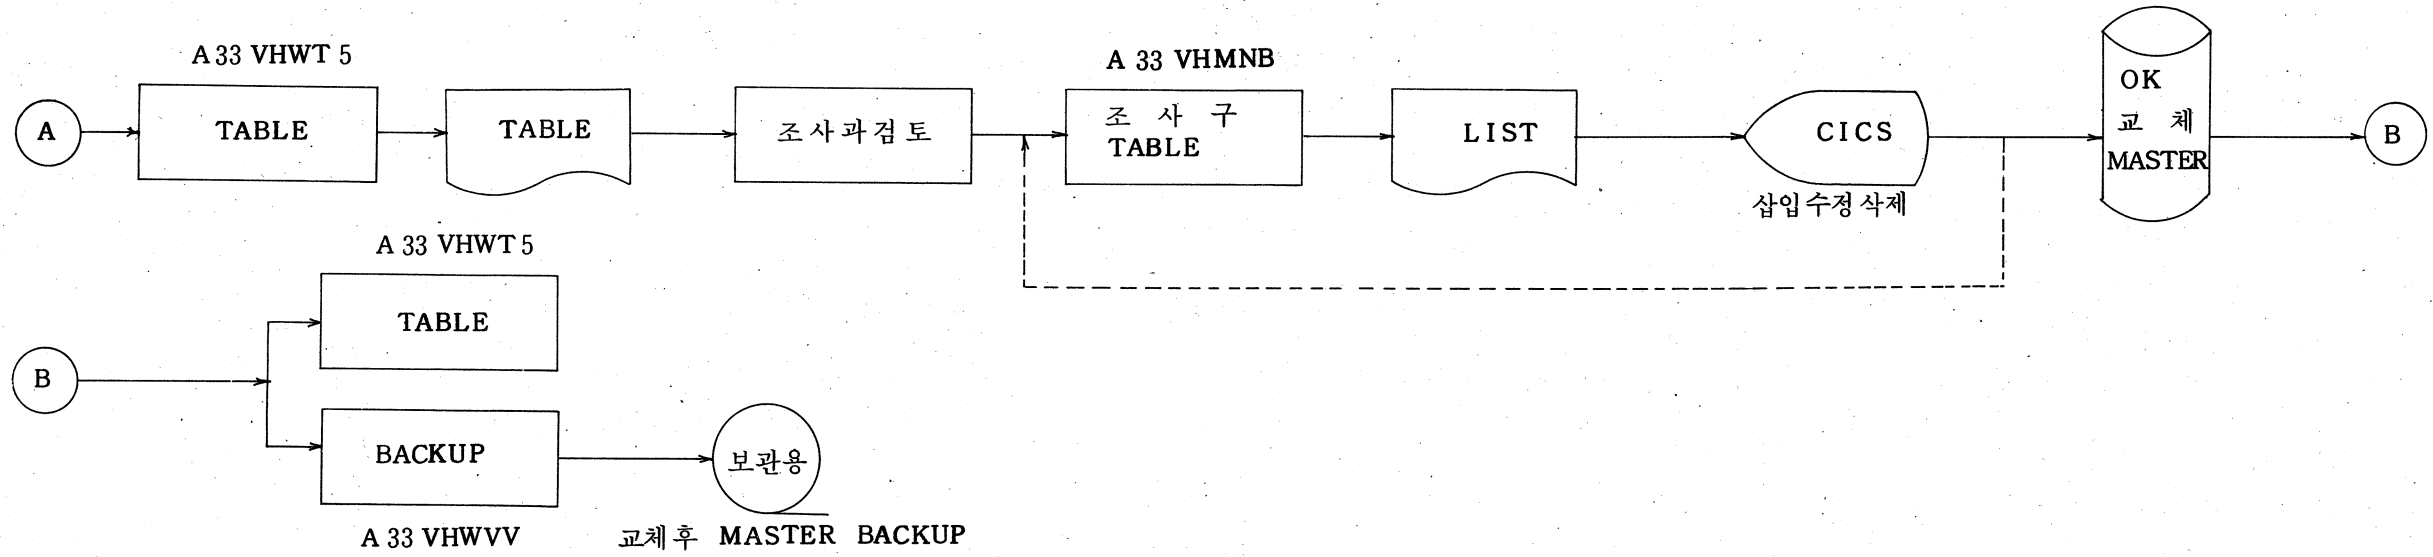 A 33 VHWT 5
A 33 VHMNB
A
TABLE
TABLE
조사과검토
조 사 구
TABLE
LIST
CICS
삽입수정삭제
OK
교 체
MASTER
B
A 33 VHWT 5
TABLE
B
BACKUP
A 33 VHWVV
보관용
교체후 MASTER BACKUP